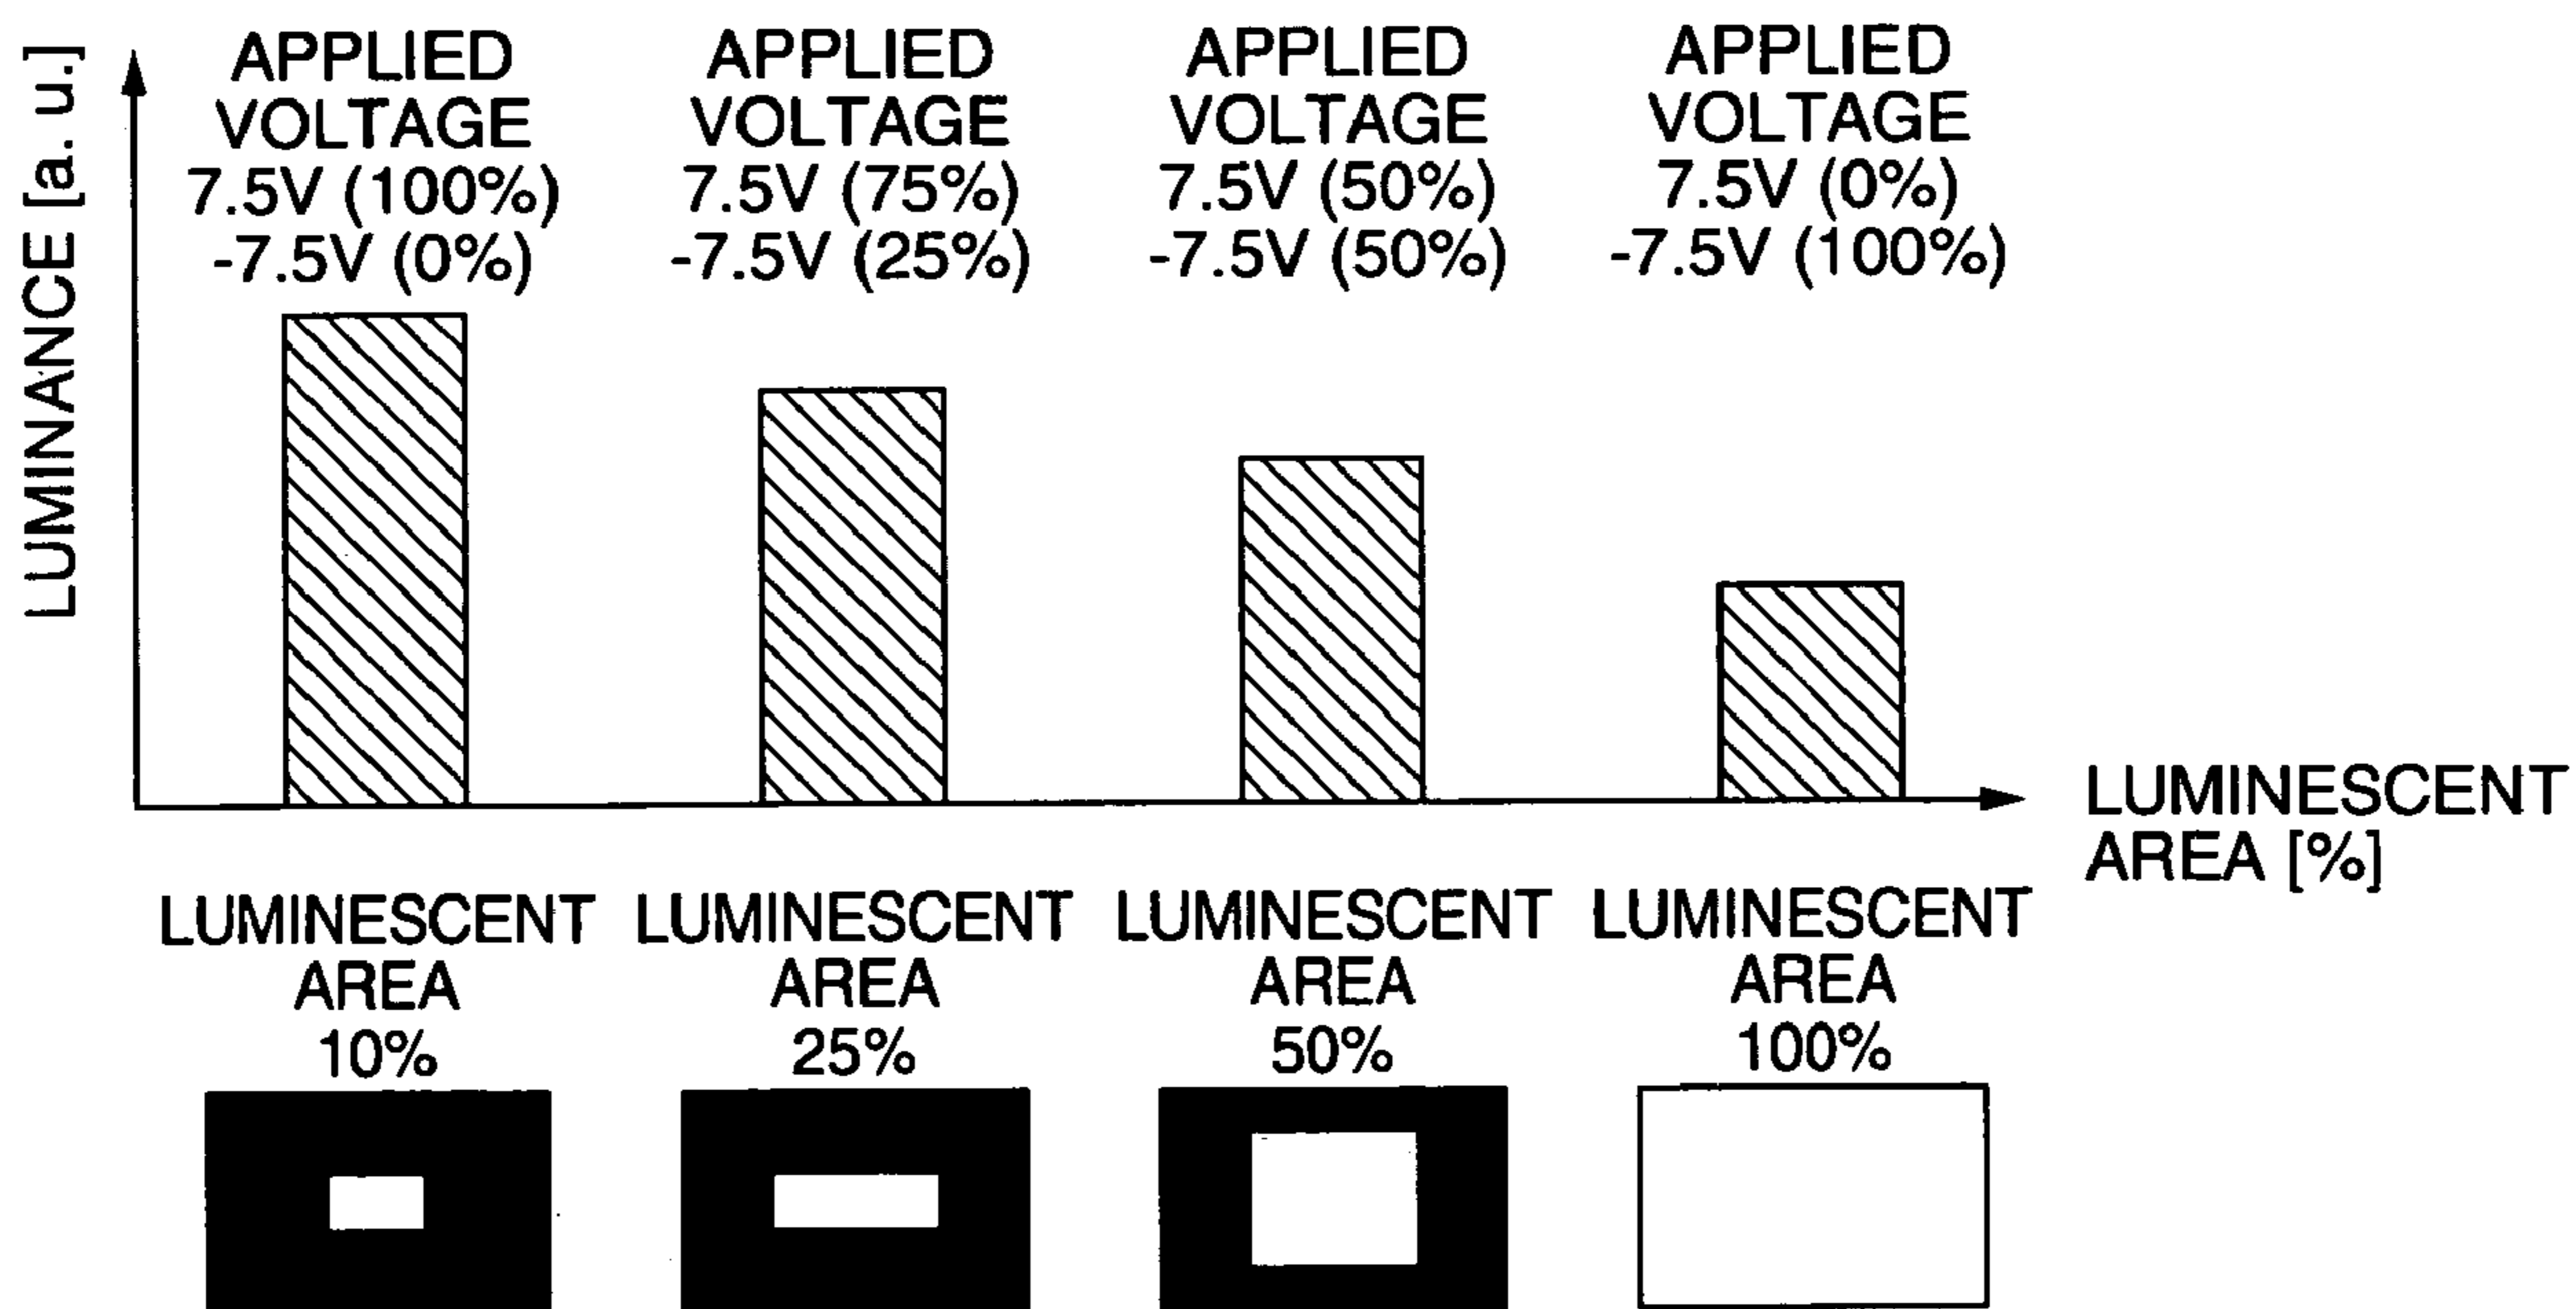 LUMINANCE [a. u.]
APPLIED
VOLTAGE
7.5V (100%)
-7.5V (0%)
APPLIED
VOLTAGE
7.5V (75%)
-7.5V (25%)
APPLIED
VOLTAGE
7.5V (50%)
-7.5V (50%)
APPLIED
VOLTAGE
7.5V (0%)
-7.5V (100%)
LUMINESCENT
AREA [%]
LUMINESCENT
AREA
10%
LUMINESCENT
AREA
25%
LUMINESCENT
AREA
50%
LUMINESCENT
AREA
100%